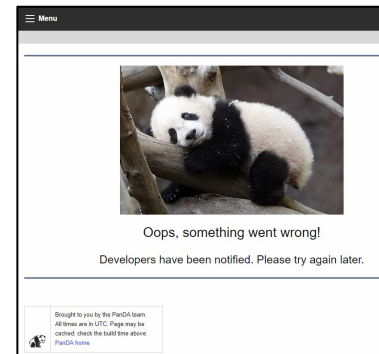 Menu
Oops, something went wrong!
Developers have been notified. Please try again later.
Brought to you by the PanDA team.
All times are in UTC. Page may be
cached; check the build time above.
PanDA home